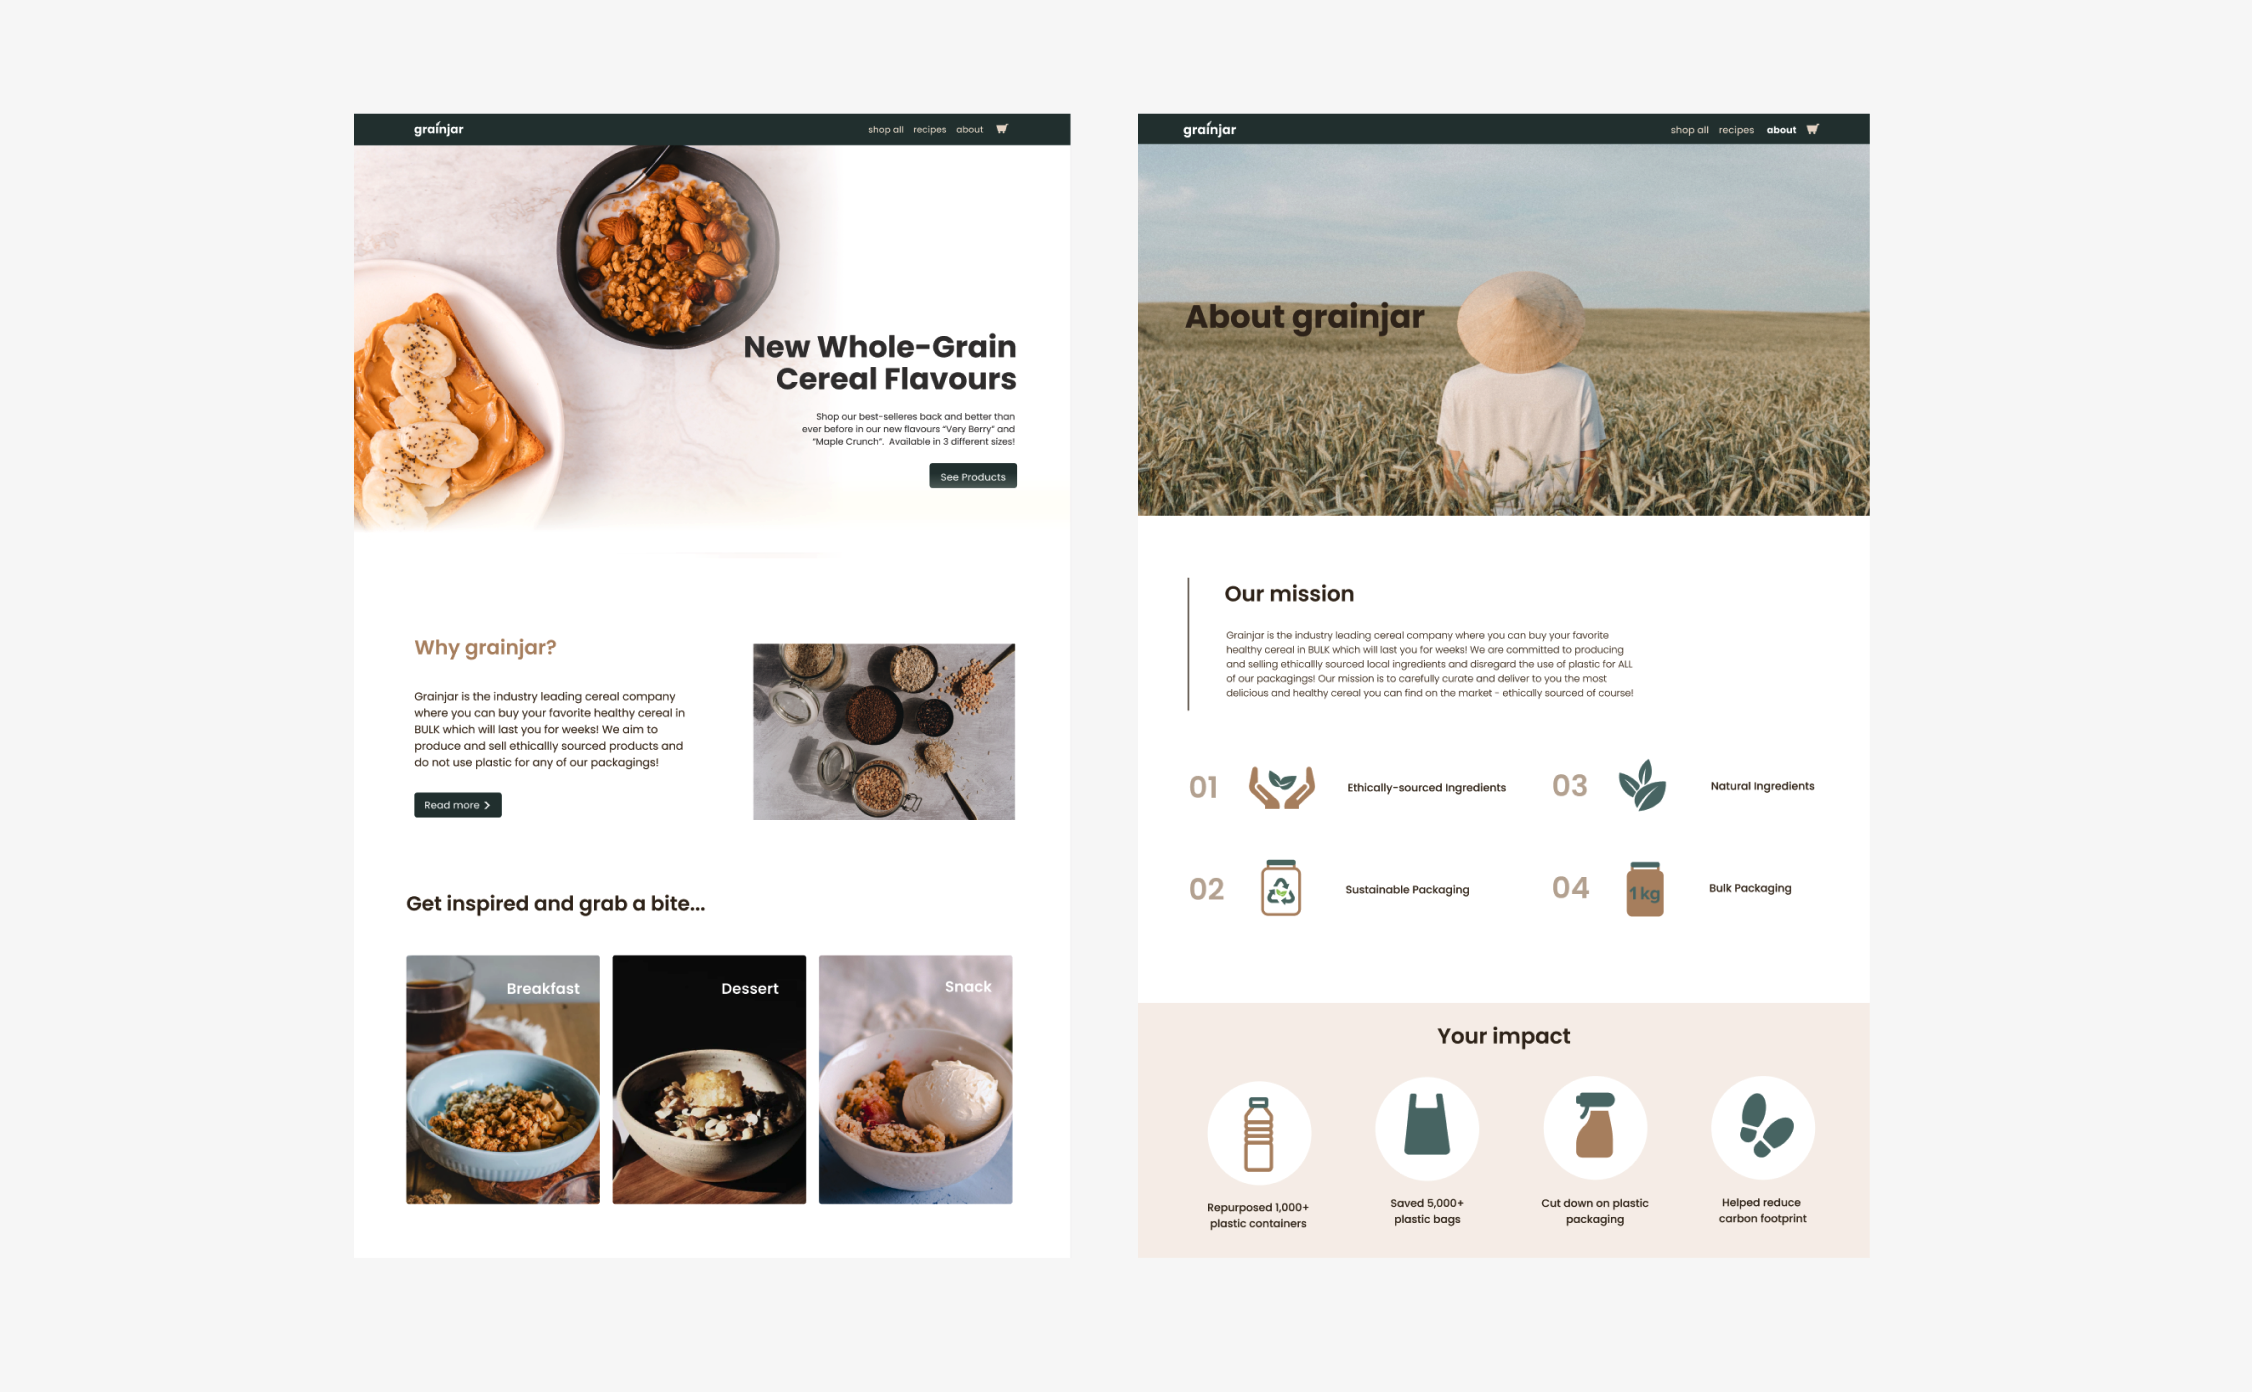 graínjar
shop all recipes about
New Whole-Grain
Cereal Flavours
Shop our best-selleres back and better than
ever before in our new flavours “Very Berry” and
“Maple Crunch”. Available in 3 different sizes!
See Products
Why grainjar?
Grainjar is the industry leading cereal company
where you can buy your favorite healthy cereal in
BULK which will last you for weeks! We aim to
produce and sell ethicallly sourced products and
do not use plastic for any of our packagings!
Read more
Get inspired and grab a bite...
Breakfast
Dessert
Snack
graínjar
shop all recipes about
About grainjar
Our mission
Grainjar is the industry leading cereal company where you can buy your favorite
healthy cereal in BULK which will last you for weeks! We are committed to producing
and selling ethicallly sourced local ingredients and disregard the use of plastic for ALL
of our packagings! Our mission is to carefully curate and deliver to you the most
delicious and healthy cereal you can find on the market - ethically sourced of course!
01
Ethically-sourced Ingredients
03
Natural Ingredients
02
Sustainable Packaging
04
1 kg
Bulk Packaging
Your impact
Repurposed 1,000+
plastic containers
Saved 5,000+
plastic bags
Cut down on plastic
packaging
Helped reduce
carbon footprint